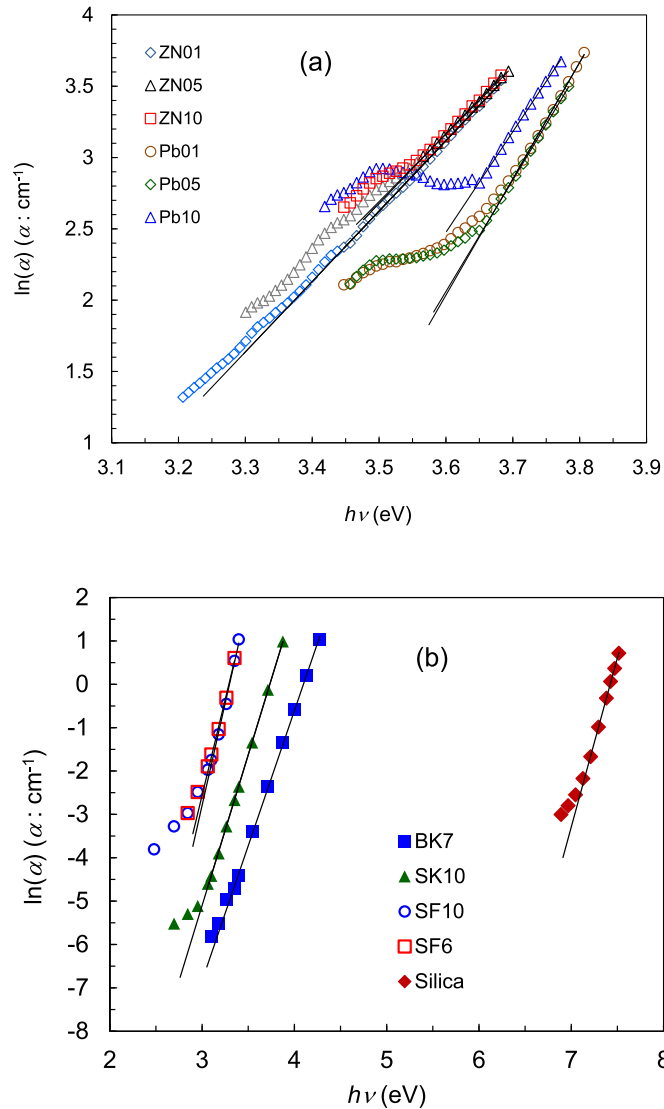 4
3.5
3
2.5
2
1.5
1
ln(α) (α : cm⁻¹)
(a)
ZN01
ZN05
ZN10
Pb01
Pb05
Pb10
3.1 3.2 3.3 3.4 3.5 3.6 3.7 3.8 3.9
hν (eV)
2
1
0
-1
-2
-3
-4
-5
-6
-7
-8
ln(α) (α : cm⁻¹)
(b)
BK7
SK10
SF10
SF6
Silica
2 3 4 5 6 7 8
hν (eV)